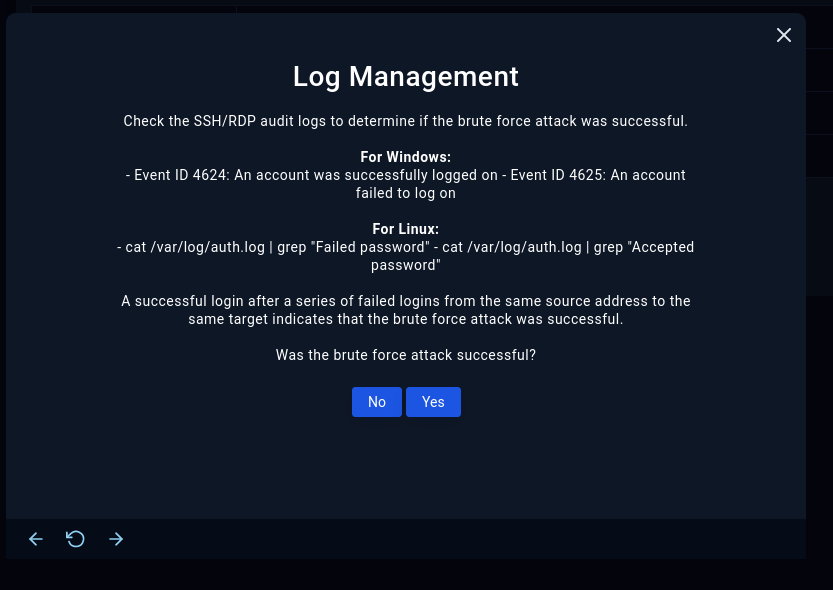 Log Management
Check the SSH/RDP audit logs to determine if the brute force attack was successful.
For Windows:
- Event ID 4624: An account was successfully logged on - Event ID 4625: An account
failed to log on
For Linux:
- cat /var/log/auth.log | grep "Failed password" - cat /var/log/auth.log | grep "Accepted
password"
A successful login after a series of failed logins from the same source address to the
same target indicates that the brute force attack was successful.
Was the brute force attack successful?
No Yes